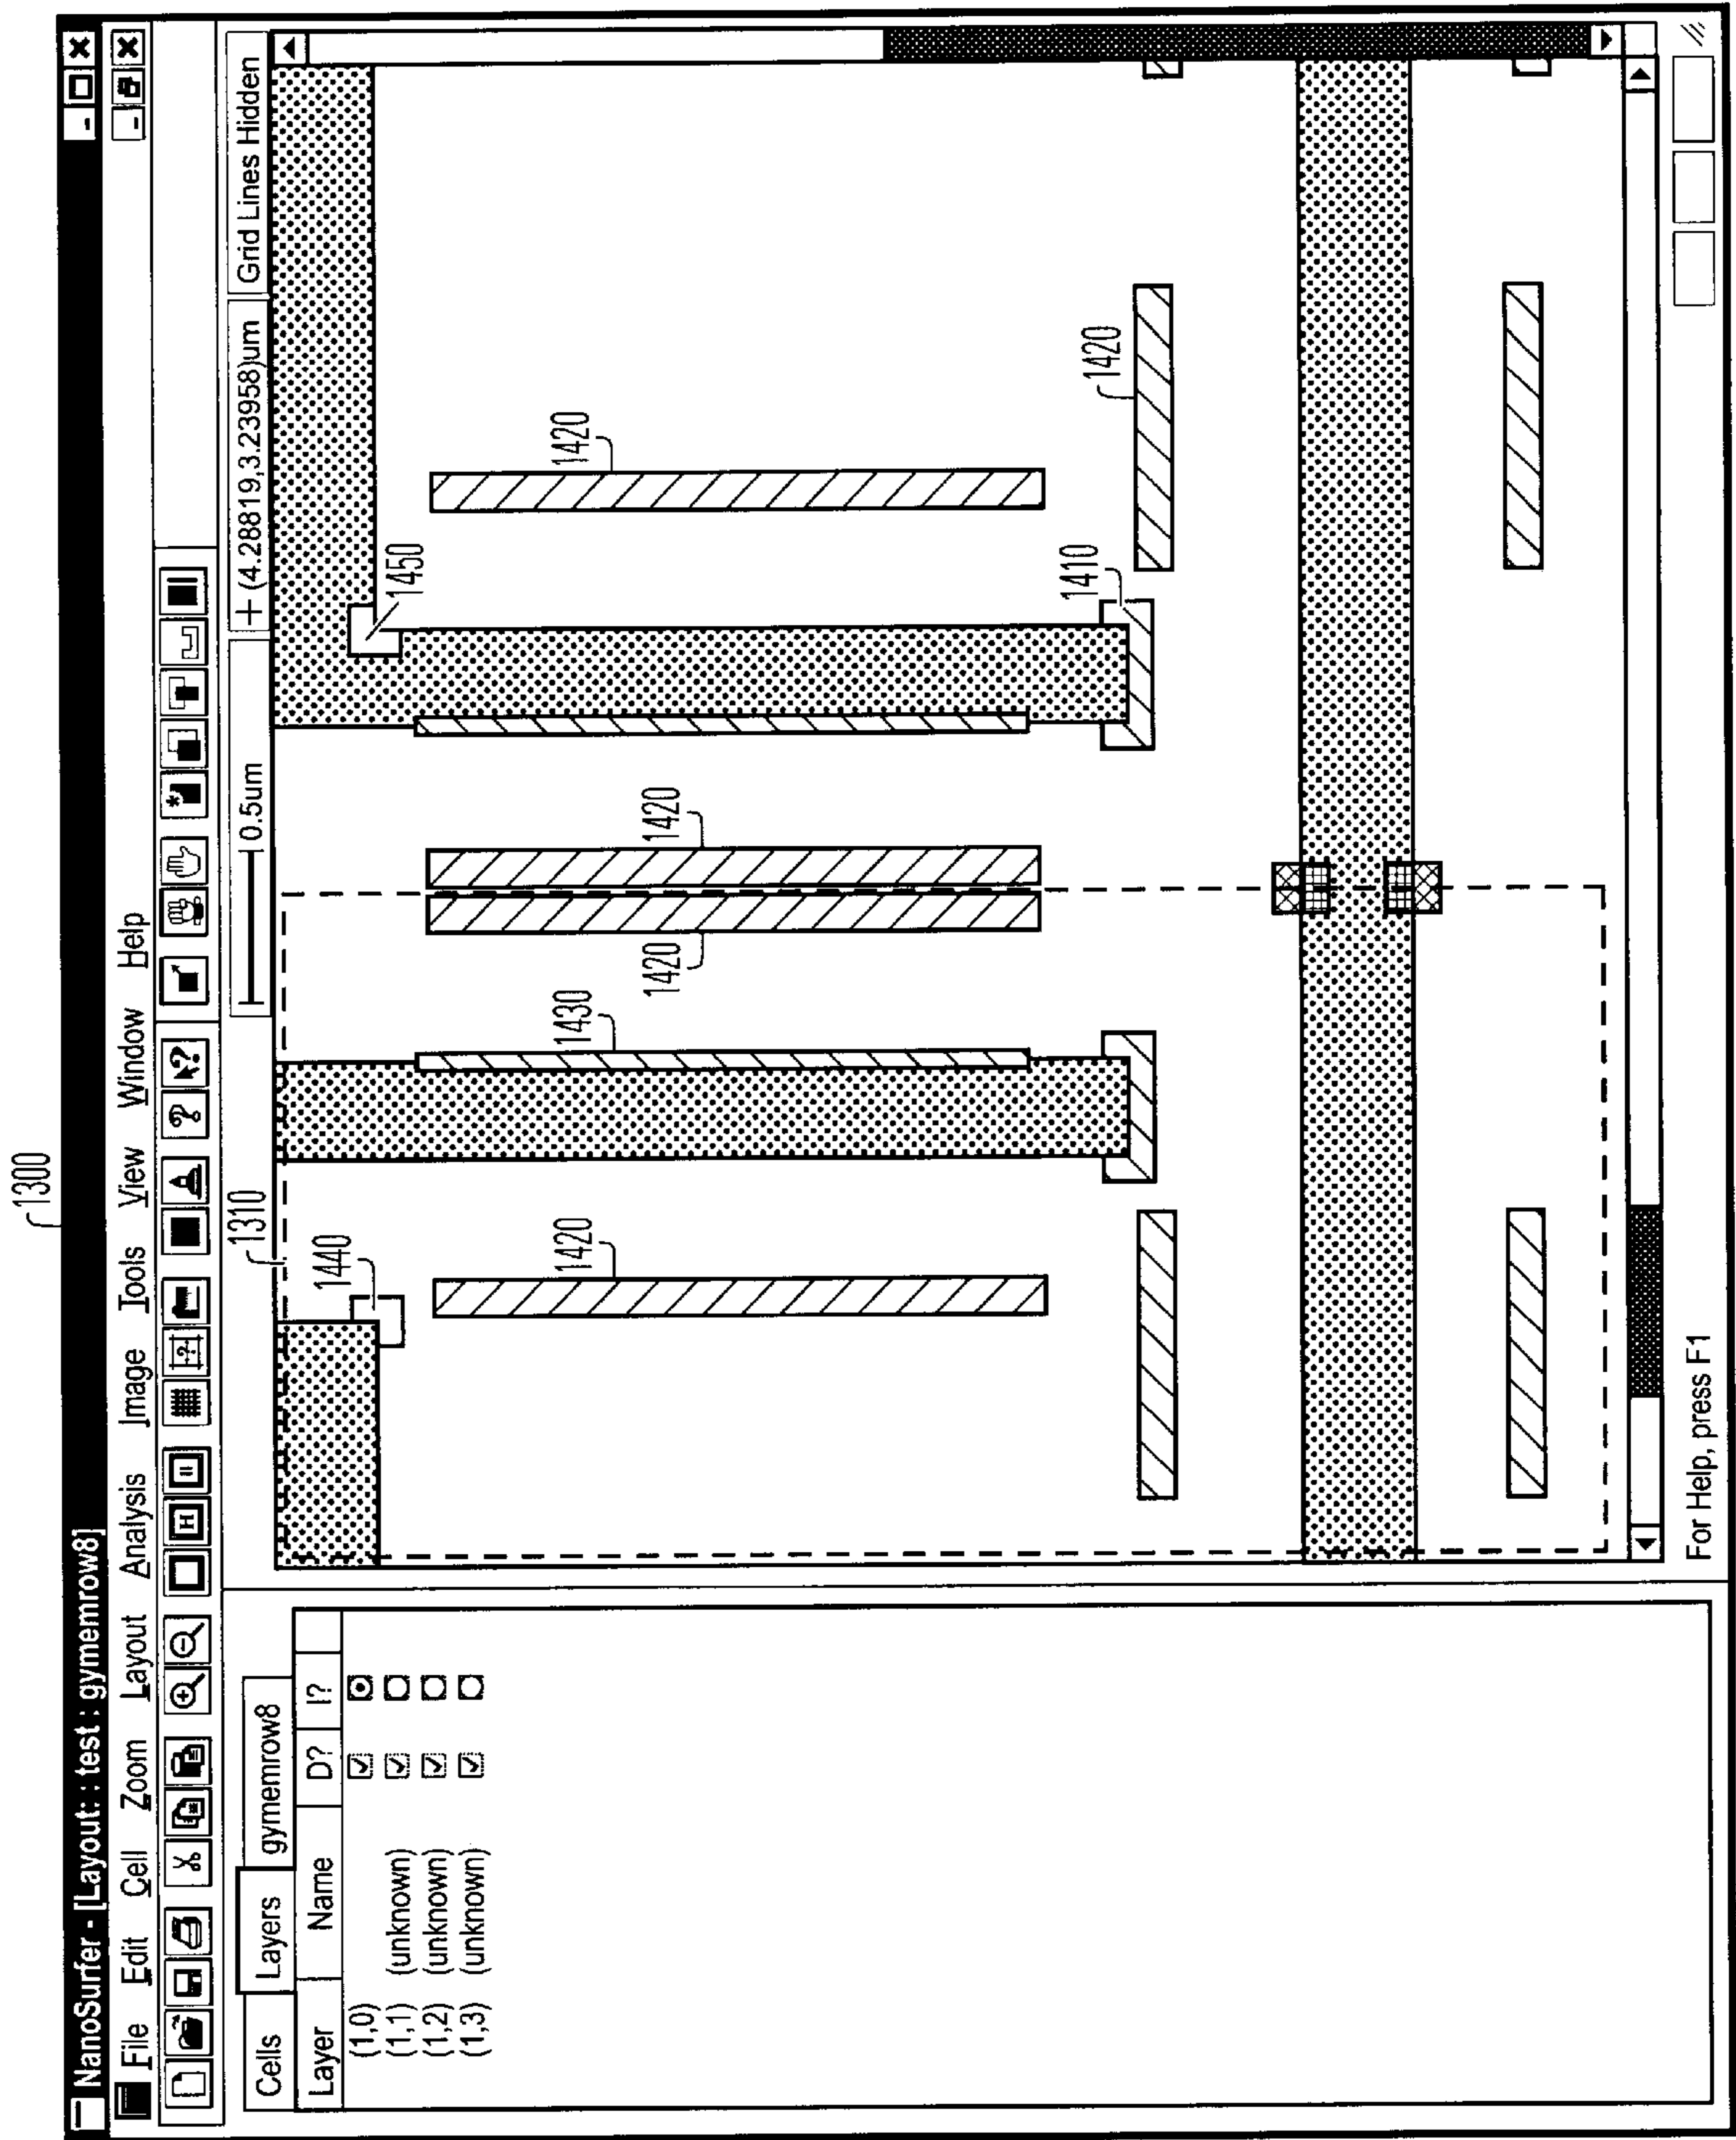 1300
NanoSurfer - [Layout: : test : gymemrow8]
File Edit Cell Zoom Layout Analysis Image Tools View Window Help
Cells Layers gymemrow8
Layer Name D? I?
(1,0)
(1,1) (unknown)
(1,2) (unknown)
(1,3) (unknown)
0.5um
+ (4.28819,3.23958)um
Grid Lines Hidden
1310
1440
1450
1430
1420
1420
1420
1420
1420
1410
For Help, press F1